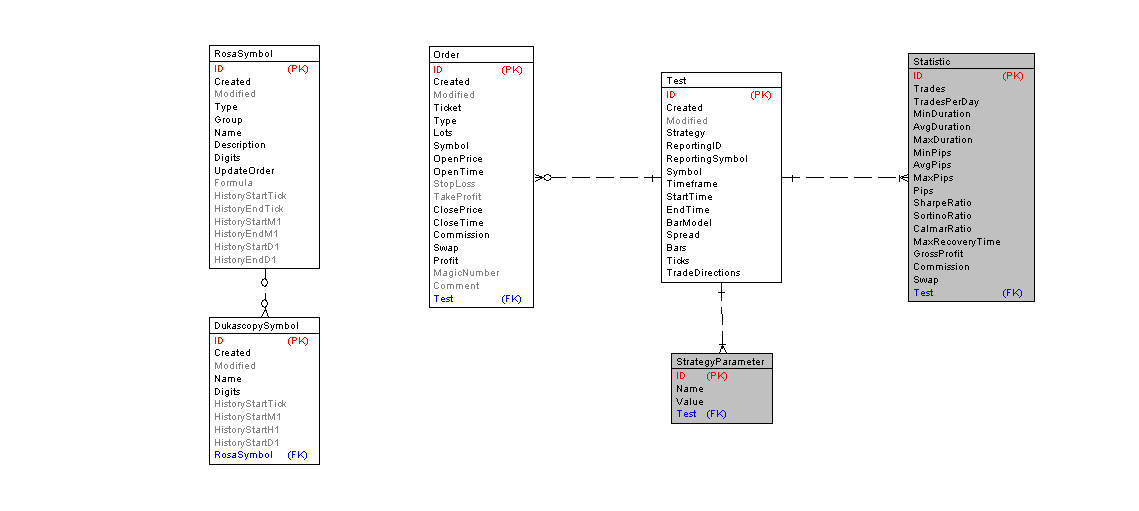 RosaSymbol
ID (PK)
Created
Modified
Type
Group
Name
Description
Digits
UpdateOrder
Formula
HistoryStartTick
HistoryEndTick
HistoryStartM1
HistoryEndM1
HistoryStartD1
HistoryEndD1
DukascopySymbol
ID (PK)
Created
Modified
Name
Digits
HistoryStartTick
HistoryStartM1
HistoryStartH1
HistoryStartD1
RosaSymbol (FK)
Order
ID (PK)
Created
Modified
Ticket
Type
Lots
Symbol
OpenPrice
OpenTime
StopLoss
TakeProfit
ClosePrice
CloseTime
Commission
Swap
Profit
MagicNumber
Comment
Test (FK)
Test
ID (PK)
Created
Modified
Strategy
ReportingID
ReportingSymbol
Symbol
Timeframe
StartTime
EndTime
BarModel
Spread
Bars
Ticks
TradeDirections
StrategyParameter
ID (PK)
Name
Value
Test (FK)
Statistic
ID (PK)
Trades
TradesPerDay
MinDuration
AvgDuration
MaxDuration
MinPips
AvgPips
MaxPips
Pips
SharpeRatio
SortinoRatio
CalmarRatio
MaxRecoveryTime
GrossProfit
Commission
Swap
Test (FK)